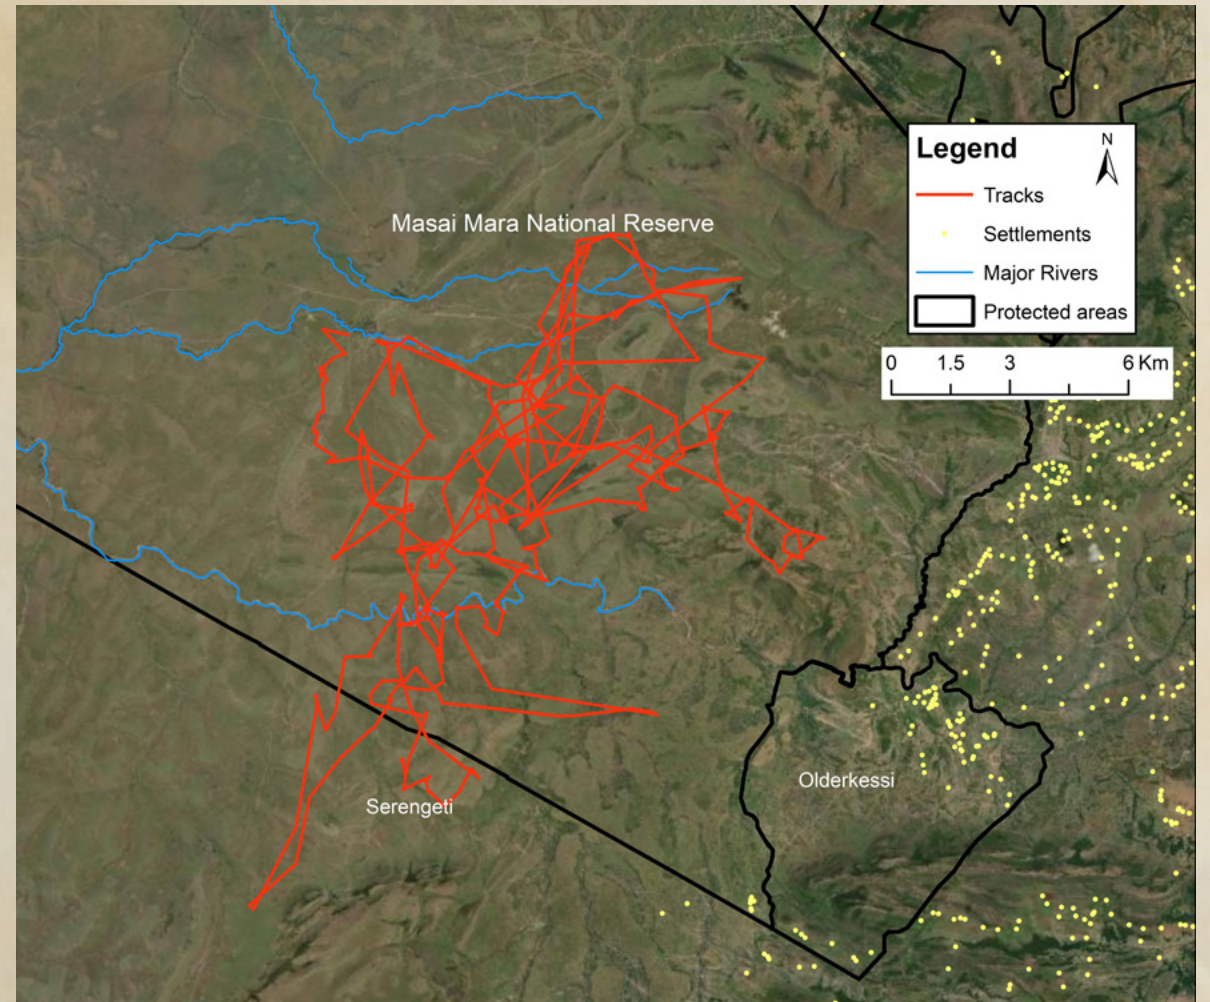 Masai Mara National Reserve
Legend
N
Tracks
Settlements
Major Rivers
Protected areas
0 1.5 3 6 Km
Olderkessi
Serengeti